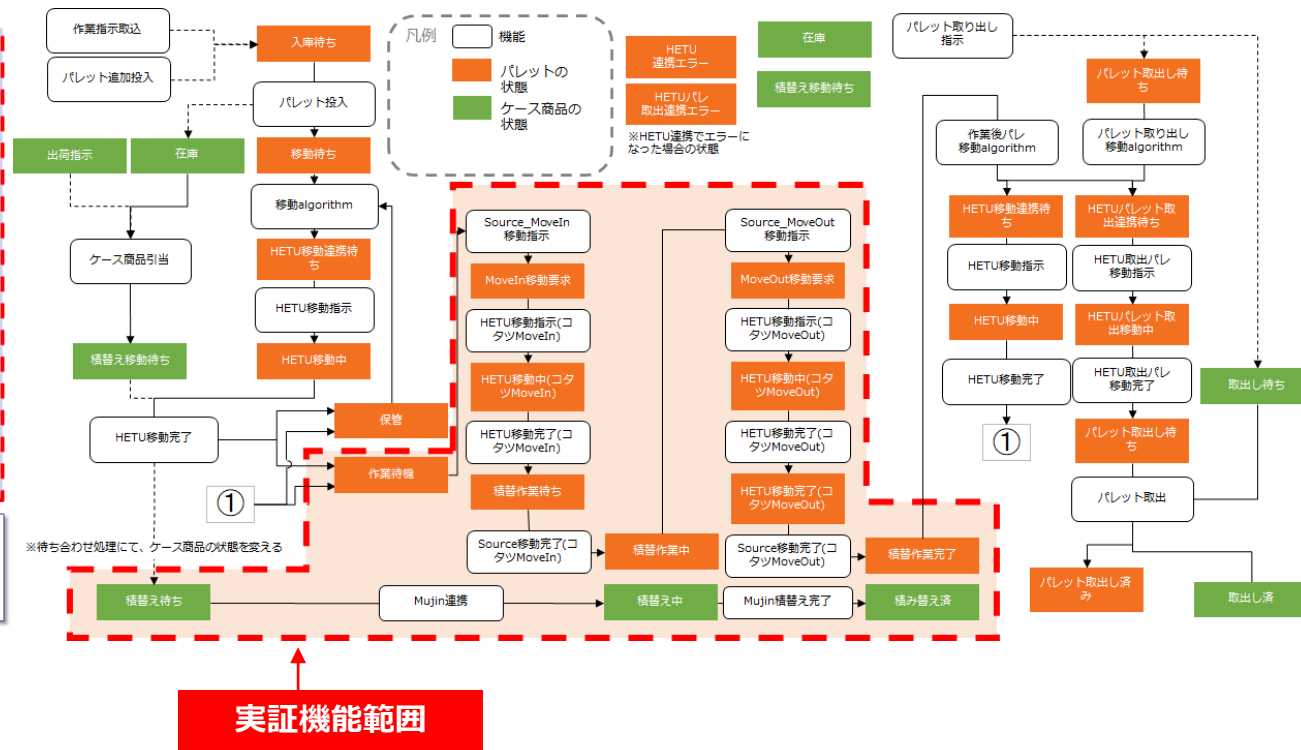 作業指示取込
パレット追加投入
入庫待ち
パレット投入
出荷指示
在庫
移動待ち
移動algorithm
ケース商品引当
HETU移動連携待
ち
HETU移動指示
積替え移動待ち
HETU移動中
HETU移動完了
保管
作業待機
①
※待ち合わせ処理にて、ケース商品の状態を変える
凡例
機能
パレットの
状態
ケース商品の
状態
HETU
連携エラー
HETUパレ
取出連携エラー
※HETU連携でエラーに
なった場合の状態
在庫
積替え移動待ち
Source_MoveIn
移動指示
MoveIn移動要求
HETU移動指示(コ
タツMoveIn)
HETU移動中(コタ
ツMoveIn)
HETU移動完了(コ
タツMoveIn)
積替作業待ち
Source移動完了(コ
タツMoveIn)
積替作業中
Source_MoveOut
移動指示
MoveOut移動要求
HETU移動指示(コ
タツMoveOut)
HETU移動中(コタ
ツMoveOut)
HETU移動完了(コ
タツMoveOut)
HETU移動完了(コ
タツMoveOut)
Source移動完了(コ
タツMoveOut)
積替作業完了
積替え待ち
Mujin連携
積替え中
Mujin積替え完了
積み替え済
パレット取り出し
指示
パレット取出し待
ち
作業後パレ
移動algorithm
パレット取り出し
移動algorithm
HETU移動連携待
ち
HETU移動指示
HETU移動中
HETU移動完了
①
HETUパレット取
出連携待ち
HETU取出パレ
移動指示
HETUパレット取
出移動中
HETU取出パレ
移動完了
パレット取出し待
ち
パレット取出
取出し待ち
パレット取出し済
み
取出し済
実証機能範囲